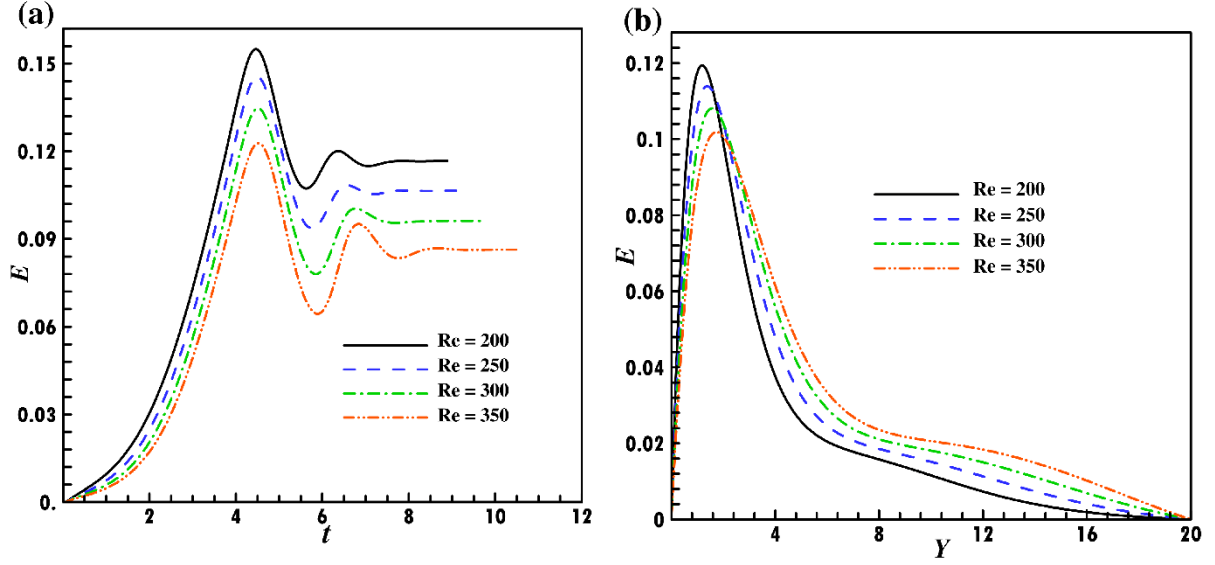 (a)
0.15
0.12
0.09
0.06
0.03
0.
E
2
4
6
8
10
12
t
Re = 200
Re = 250
Re = 300
Re = 350
(b)
0.12
0.1
0.08
0.06
0.04
0.02
0
E
4
8
12
16
20
Y
Re = 200
Re = 250
Re = 300
Re = 350